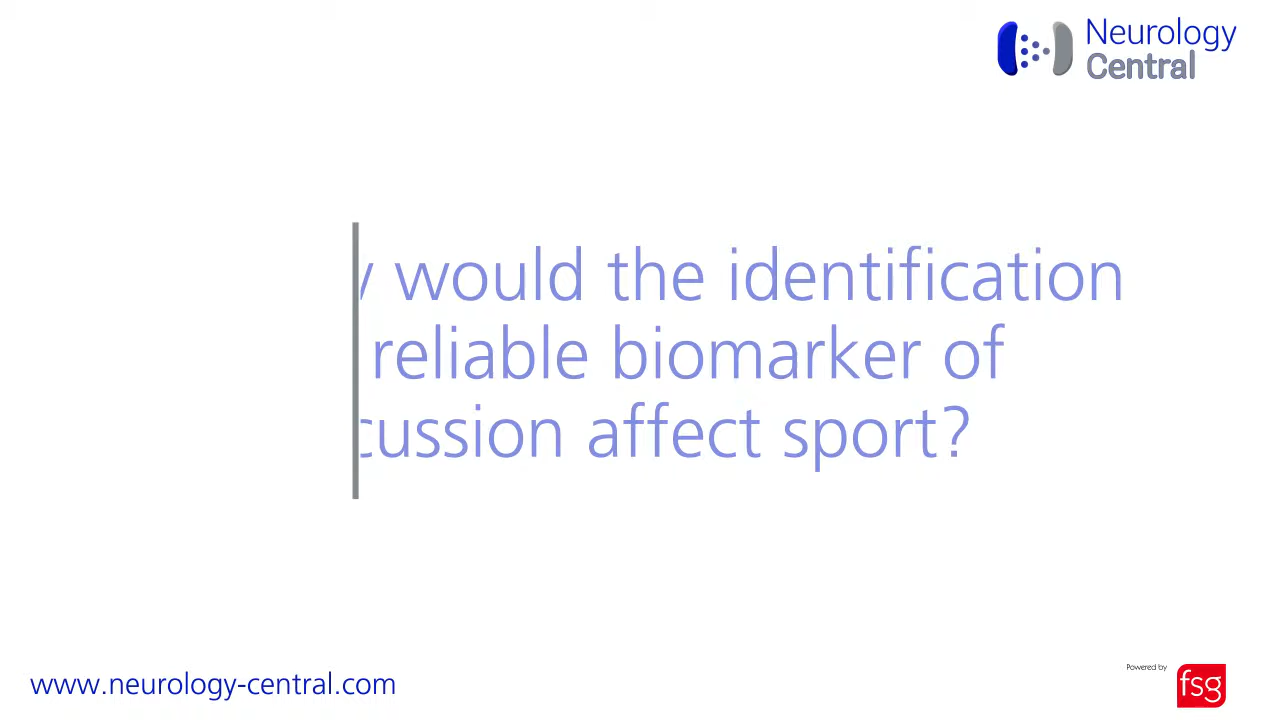 Neurology
Central
would the identification
reliable biomarker of
cussion affect sport?
www.neurology-central.com
Powered by
fsg